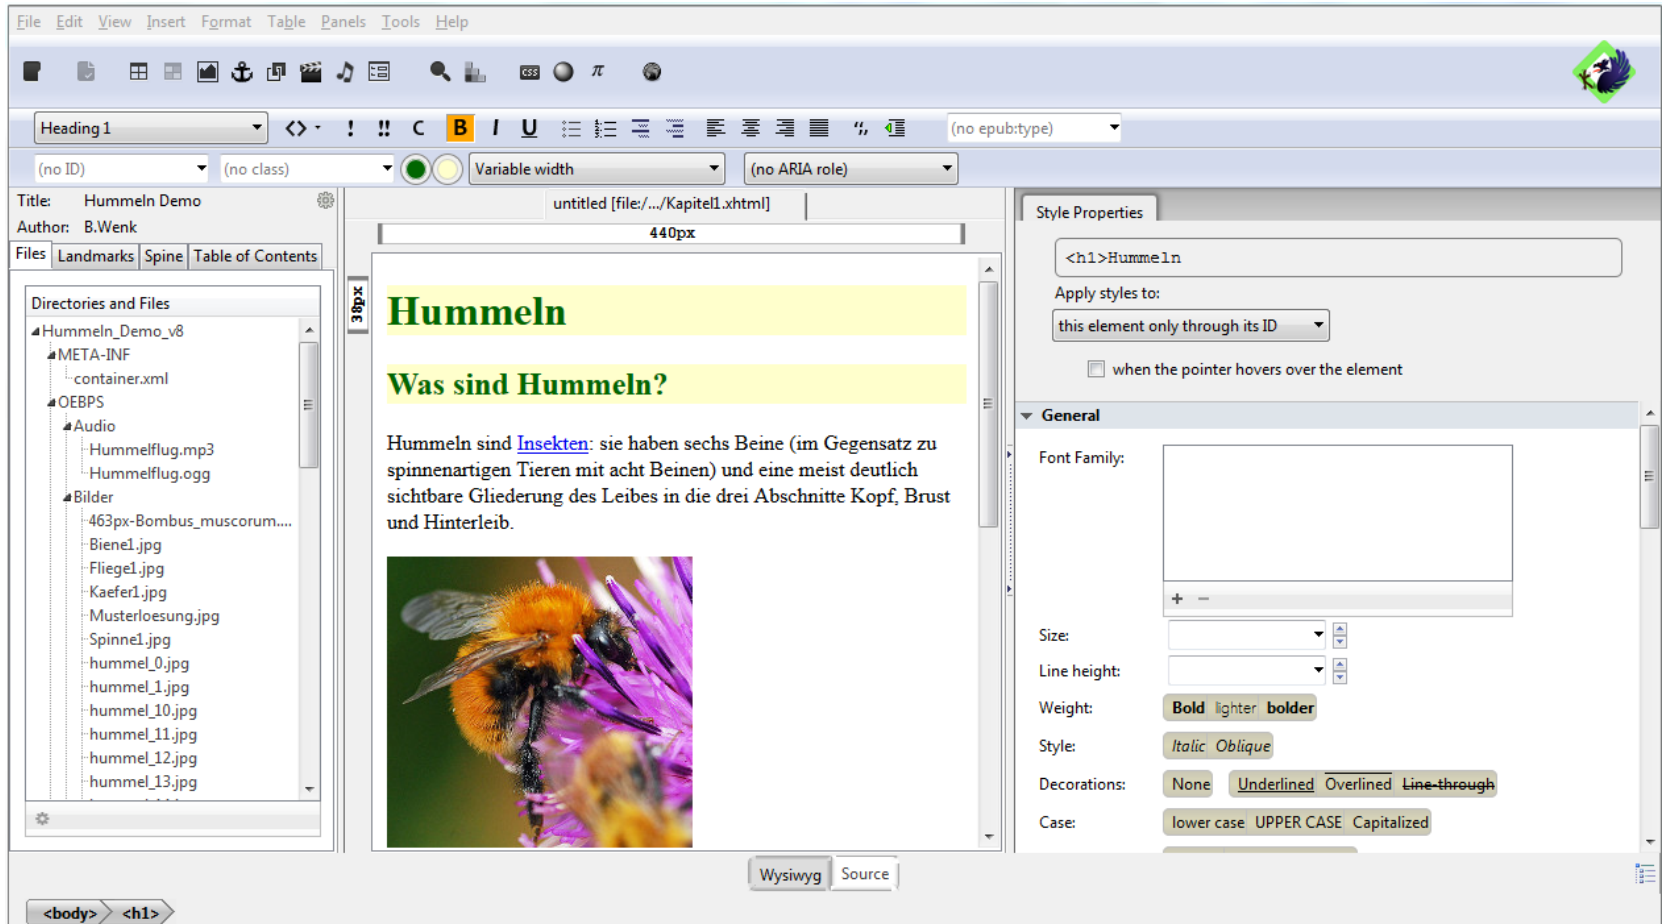 File Edit View Insert Format Table Panels Tools Help
css π
Heading 1 <> ! !! C B I U (no epub:type)
(no ID) (no class) Variable width (no ARIA role)
Title: Hummeln Demo
Author: B.Wenk
Files Landmarks Spine Table of Contents
Directories and Files
Hummeln_Demo_v8
META-INF
container.xml
OEBPS
Audio
Hummelflug.mp3
Hummelflug.ogg
Bilder
463px-Bombus_muscorum....
Biene1.jpg
Fliege1.jpg
Kaefer1.jpg
Musterloesung.jpg
Spinne1.jpg
hummel_0.jpg
hummel_1.jpg
hummel_10.jpg
hummel_11.jpg
hummel_12.jpg
hummel_13.jpg
untitled [file:/.../Kapitel1.xhtml]
440px
38px
Hummeln
Was sind Hummeln?
Hummeln sind Insekten: sie haben sechs Beine (im Gegensatz zu
spinnenartigen Tieren mit acht Beinen) und eine meist deutlich
sichtbare Gliederung des Leibes in die drei Abschnitte Kopf, Brust
und Hinterleib.
Style Properties
<h1>Hummeln
Apply styles to:
this element only through its ID
when the pointer hovers over the element
General
Font Family:
+ −
Size:
Line height:
Weight: Bold lighter bolder
Style: Italic Oblique
Decorations: None Underlined Overlined Line-through
Case: lower case UPPER CASE Capitalized
Wysiwyg Source
<body> <h1>